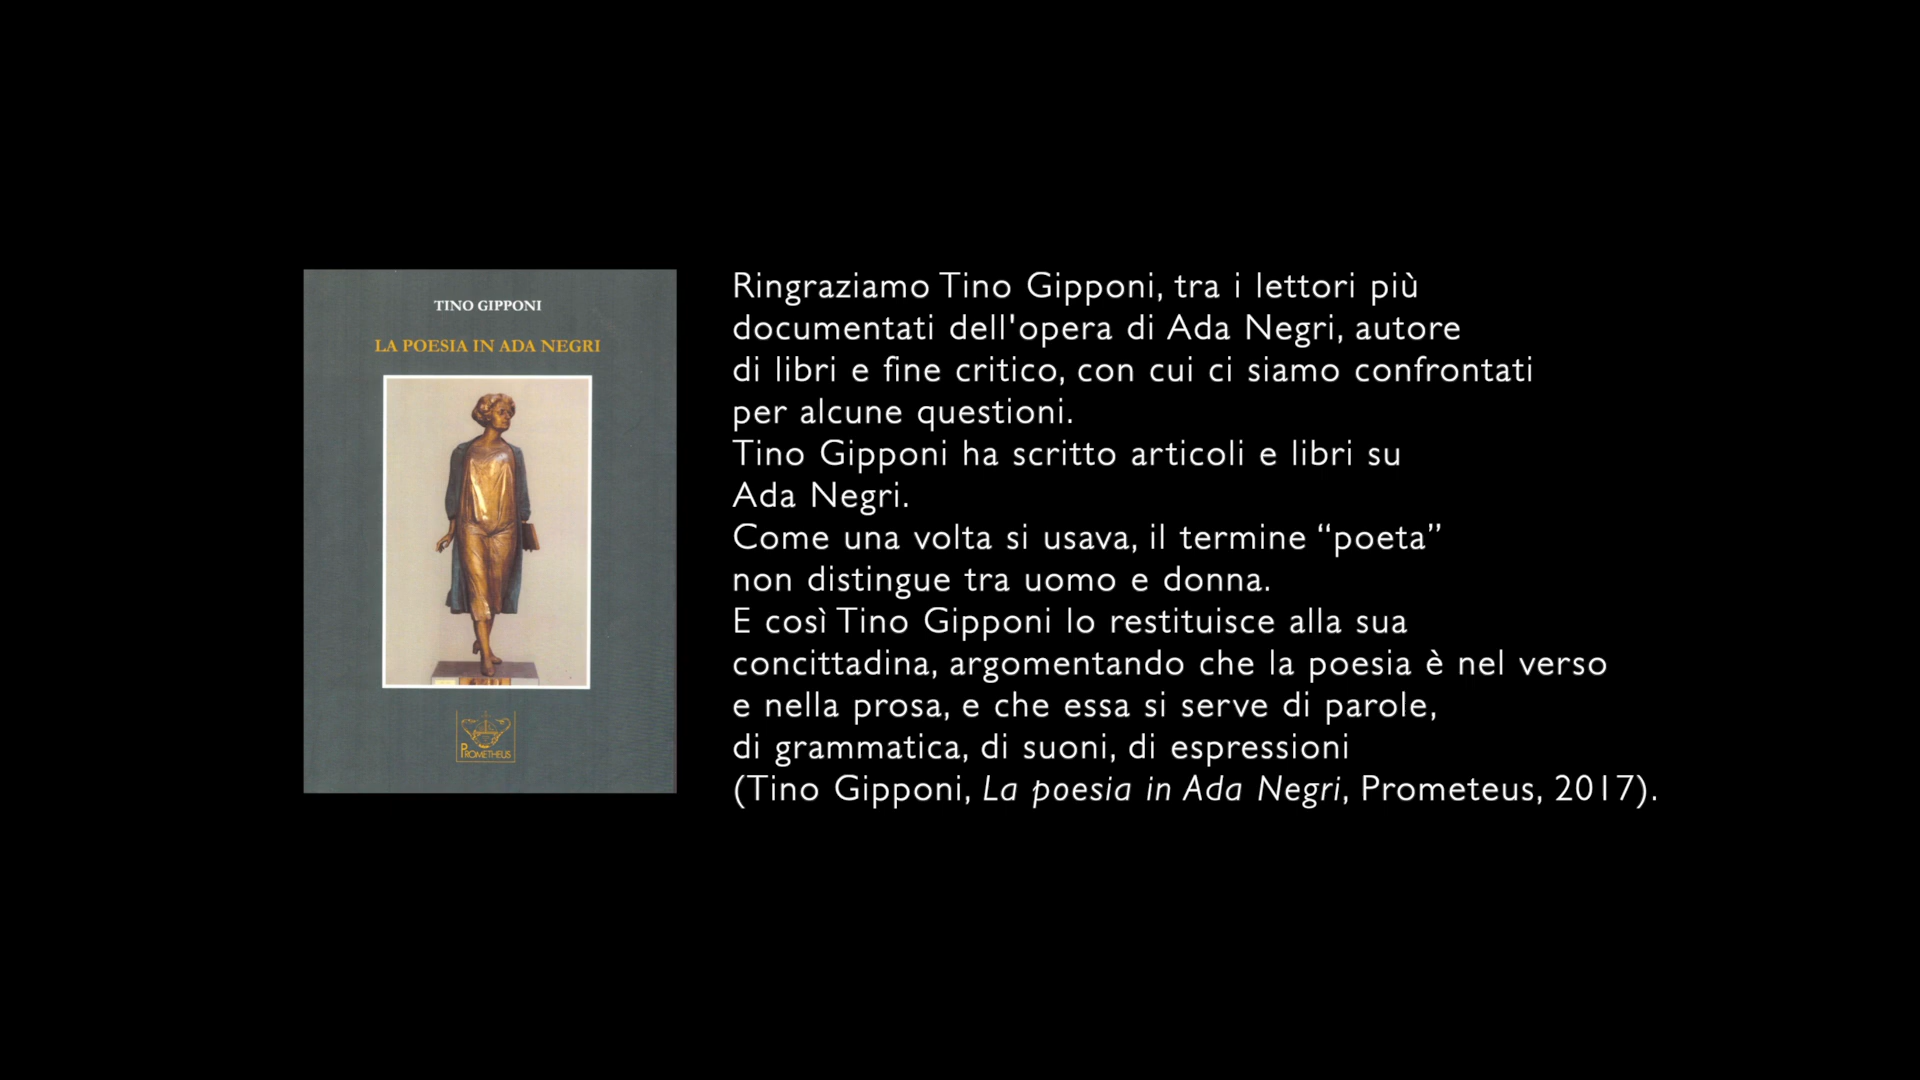 TINO GIPPONI
LA POESIA IN ADA NEGRI
PROMETHEUS
Ringraziamo Tino Gipponi, tra i lettori più
documentati dell'opera di Ada Negri, autore
di libri e fine critico, con cui ci siamo confrontati
per alcune questioni.
Tino Gipponi ha scritto articoli e libri su
Ada Negri.
Come una volta si usava, il termine “poeta”
non distingue tra uomo e donna.
E così Tino Gipponi lo restituisce alla sua
concittadina, argomentando che la poesia è nel verso
e nella prosa, e che essa si serve di parole,
di grammatica, di suoni, di espressioni
(Tino Gipponi, La poesia in Ada Negri, Prometeus, 2017).